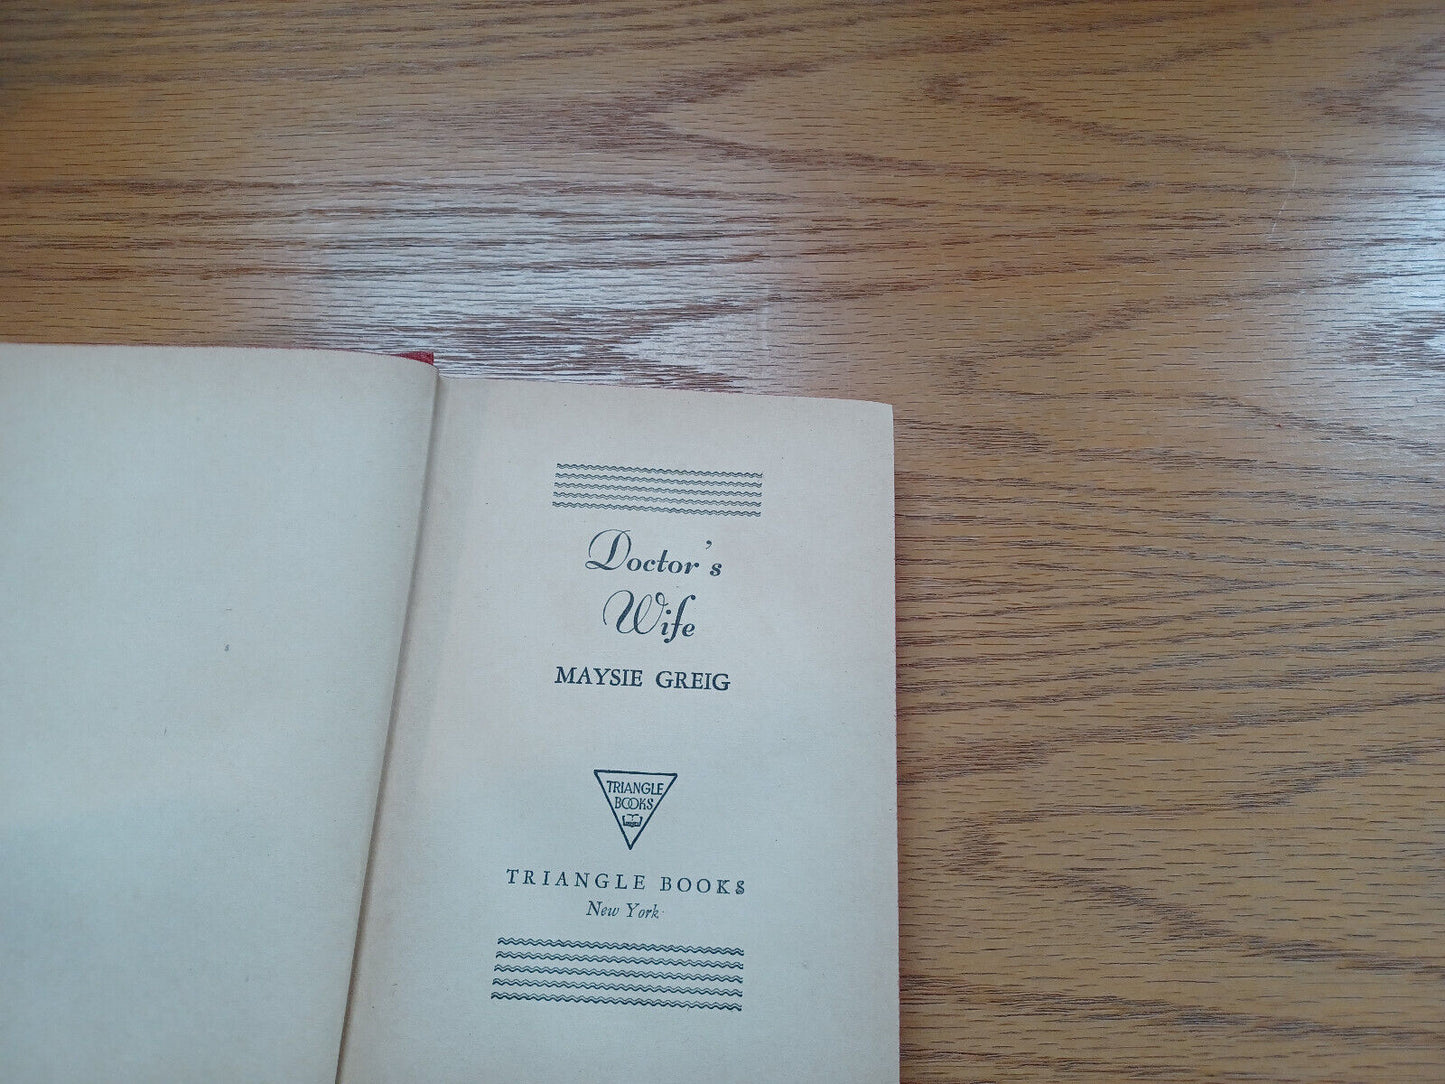 Doctor's
Wife
MAYSIE GREIG
TRIANGLE
BOOKS
TRIANGLE BOOKS
New York